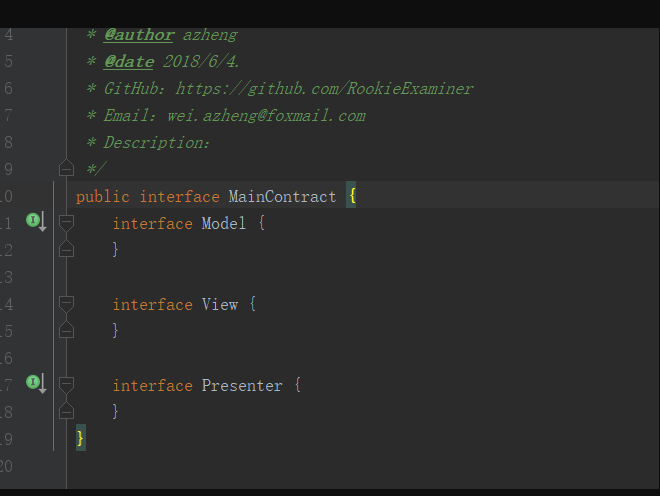 4 * @author azheng
5 * @date 2018/6/4.
6 * GitHub: https://github.com/RookieExaminer
7 * Email: wei.azheng@foxmail.com
8 * Description:
9 */
10 public interface MainContract {
11 interface Model {
12 }
13
14 interface View {
15 }
16
17 interface Presenter {
18 }
19 }
20